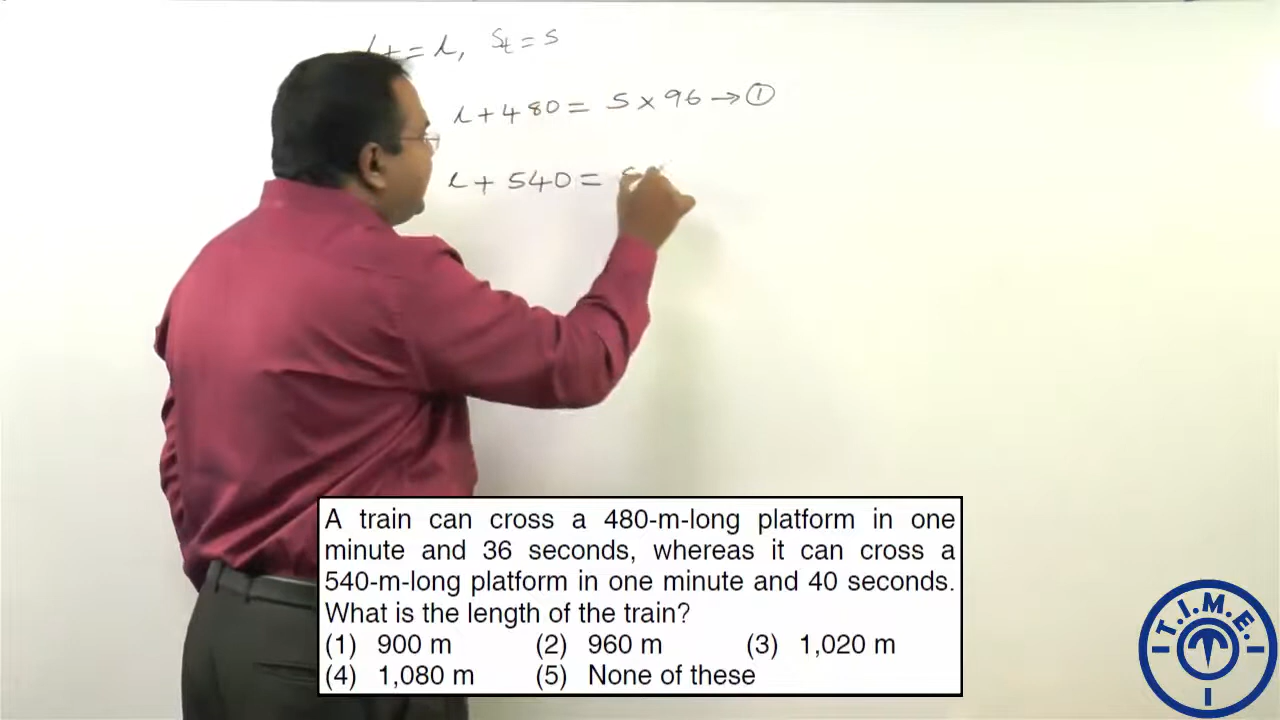 = l, St = s
l + 480 = s × 96 → ①
l + 540 =
A train can cross a 480-m-long platform in one
minute and 36 seconds, whereas it can cross a
540-m-long platform in one minute and 40 seconds.
What is the length of the train?
(1) 900 m (2) 960 m (3) 1,020 m
(4) 1,080 m (5) None of these
T.I.M.E.